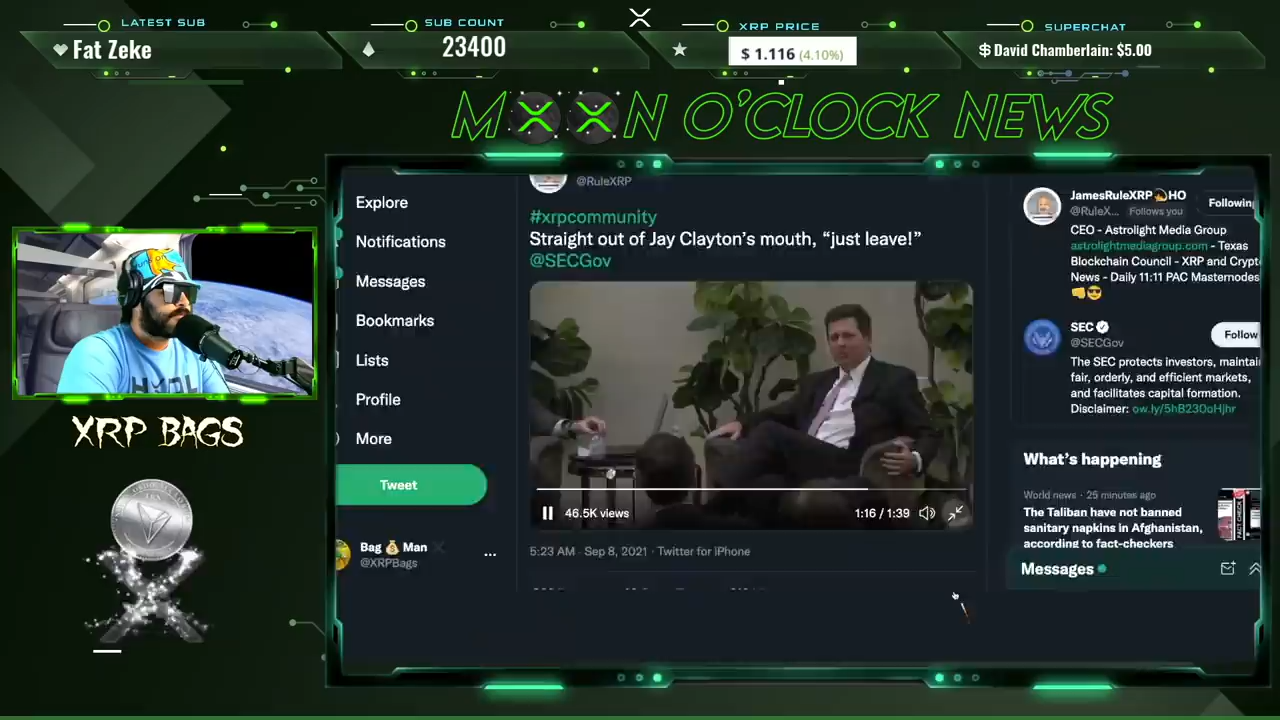 LATEST SUB
Fat Zeke
SUB COUNT
23400
XRP PRICE
$ 1.116 (4.10%)
SUPERCHAT
David Chamberlain: $5.00
MOON O'CLOCK NEWS
XRP BAGS
Explore
Notifications
Messages
Bookmarks
Lists
Profile
More
Tweet
Bag 💰 Man
@XRPBags
@RuleXRP
#xrpcommunity
Straight out of Jay Clayton's mouth, “just leave!”
@SECGov
46.5K views
1:16 / 1:39
5:23 AM · Sep 8, 2021 · Twitter for iPhone
JamesRuleXRP
HO
Following
@RuleX... Follows you
CEO - Astrolight Media Group
astrolightmediagroup.com - Texas
Blockchain Council - XRP and Crypt
News - Daily 11:11 PAC Masternodes
👊😎
SEC
Follow
@SECGov
The SEC protects investors, maintai
fair, orderly, and efficient markets,
and facilitates capital formation.
Disclaimer: ow.ly/5hB230oHjhr
What's happening
World news · 25 minutes ago
The Taliban have not banned
sanitary napkins in Afghanistan,
according to fact-checkers
Messages